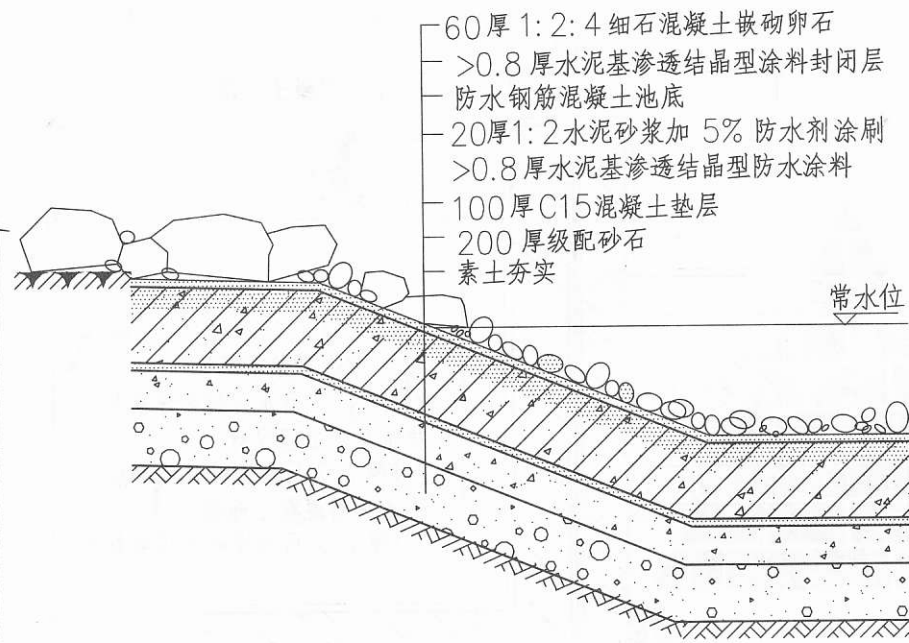 60厚 1:2:4 细石混凝土嵌砌卵石
>0.8 厚水泥基渗透结晶型涂料封闭层
防水钢筋混凝土池底
20厚1:2水泥砂浆加 5% 防水剂涂刷
>0.8 厚水泥基渗透结晶型防水涂料
100厚C15混凝土垫层
200 厚级配砂石
素土夯实
常水位